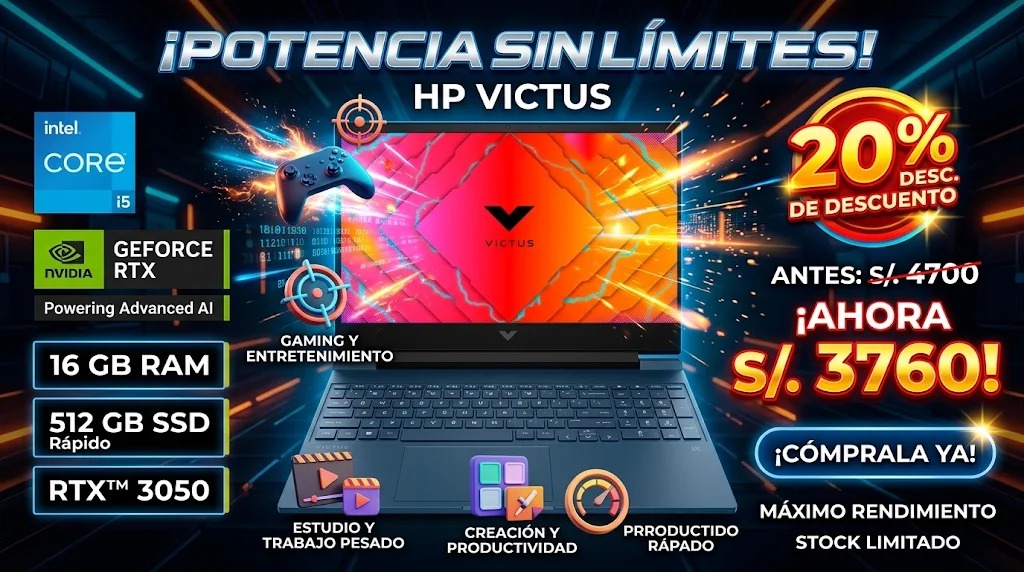 ¡POTENCIA SIN LÍMITES!
HP VICTUS
intel.
CORE
i5
NVIDIA
GEFORCE
RTX
Powering Advanced AI
16 GB RAM
512 GB SSD
Rápido
RTX™ 3050
GAMING Y
ENTRETENIMIENTO
VICTUS
20%
DESC.
DE DESCUENTO
ANTES: S/. 4700
¡AHORA
S/. 3760!
¡CÓMPRALA YA!
MÁXIMO RENDIMIENTO
STOCK LIMITADO
ESTUDIO Y
TRABAJO PESADO
CREACIÓN Y
PRODUCTIVIDAD
PRRODUCTIDO
RÁPADO